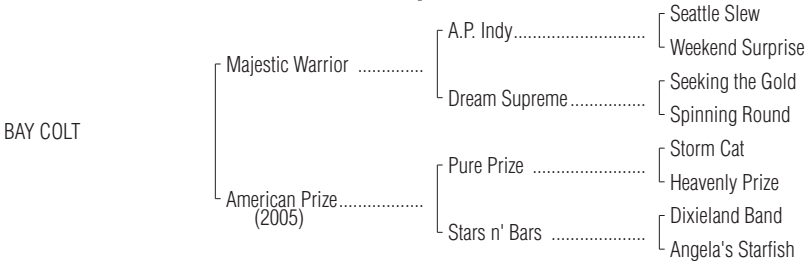 Seattle Slew
A.P. Indy............................
Weekend Surprise
Majestic Warrior ..............
Seeking the Gold
Dream Supreme................
Spinning Round
BAY COLT
Storm Cat
Pure Prize ........................
Heavenly Prize
American Prize..................
(2005)
Dixieland Band
Stars n' Bars ....................
Angela's Starfish